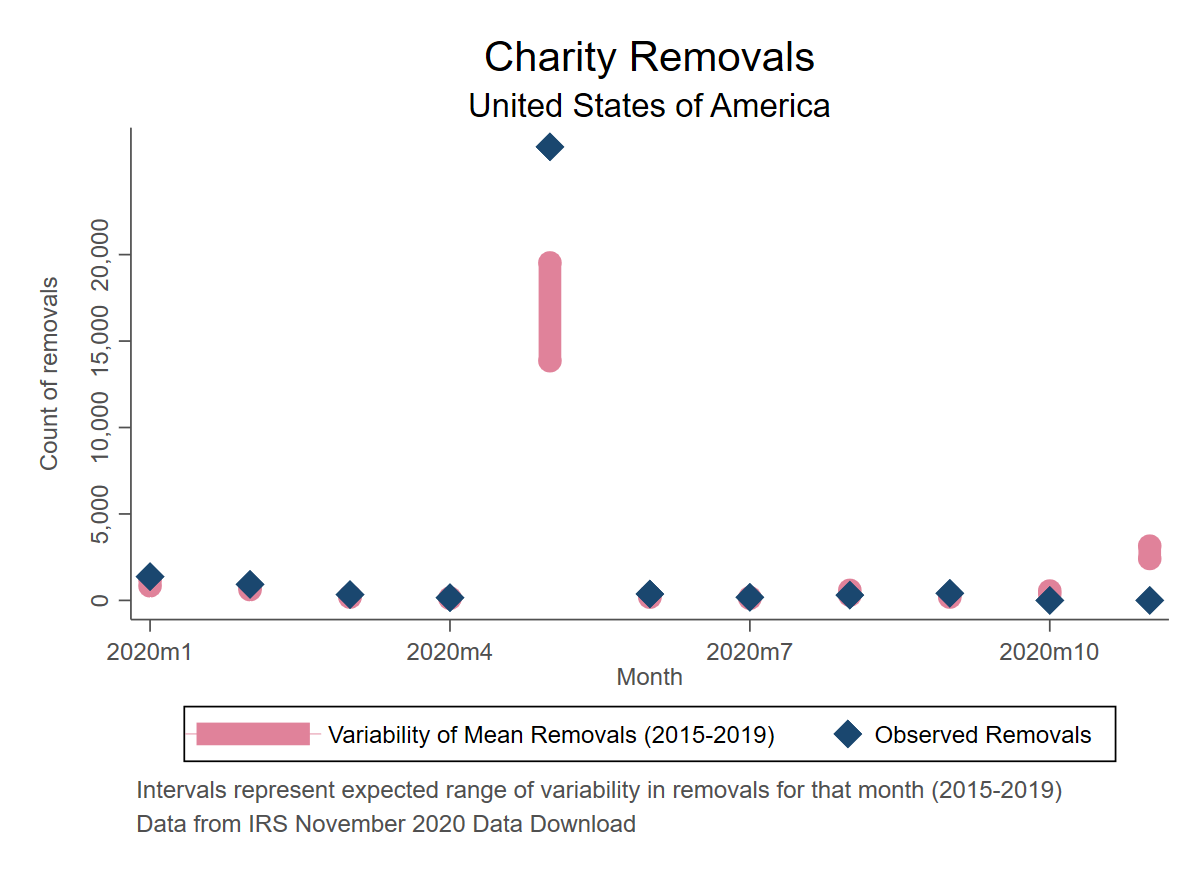 Charity Removals
United States of America
Count of removals
20,000
15,000
10,000
5,000
0
2020m1
2020m4
2020m7
2020m10
Month
Variability of Mean Removals (2015-2019)
Observed Removals
Intervals represent expected range of variability in removals for that month (2015-2019)
Data from IRS November 2020 Data Download